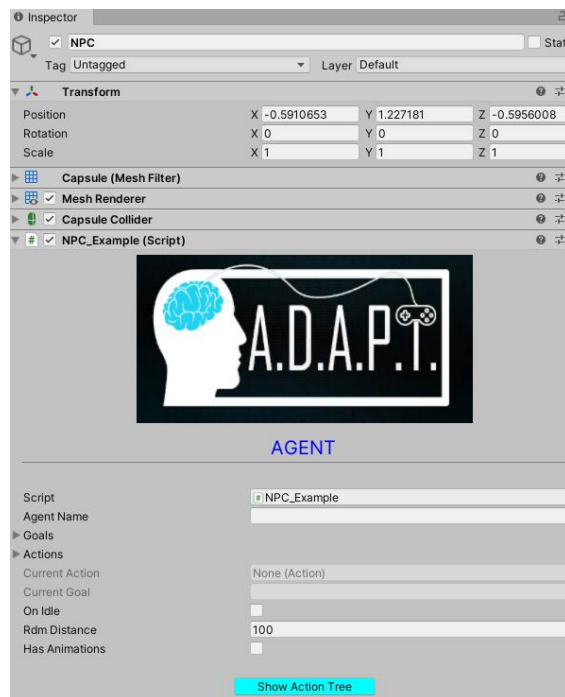 Inspector
NPC Stat
Tag Untagged Layer Default
Transform
Position X -0.5910653 Y 1.227181 Z -0.5956008
Rotation X 0 Y 0 Z 0
Scale X 1 Y 1 Z 1
Capsule (Mesh Filter)
Mesh Renderer
Capsule Collider
# NPC_Example (Script)
A.D.A.P.T.
AGENT
Script # NPC_Example
Agent Name
Goals
Actions
Current Action None (Action)
Current Goal
On Idle
Rdm Distance 100
Has Animations
Show Action Tree